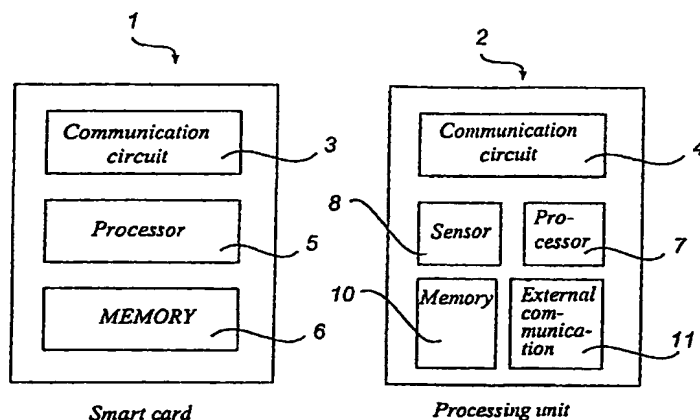 1
2
Communication
circuit
3
Processor
5
MEMORY
6
Smart card
Communication
circuit
4
8
Sensor
Pro-
cessor
7
10
Memory
External
com-
munica-
tion
11
Processing unit